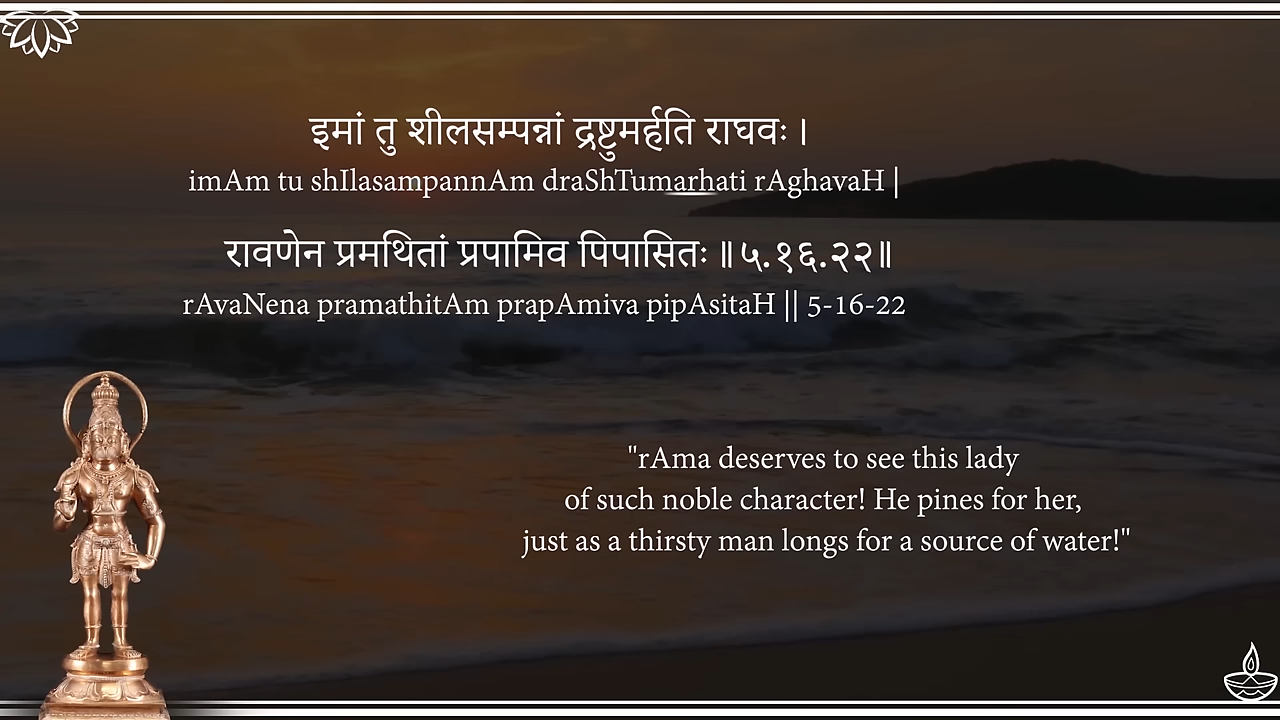 इमां तु शीलसम्पन्नां द्रष्टुमर्हति राघवः ।
imAm tu shIlasampannAm draShTumarhati rAghavaH |
रावणेन प्रमथितां प्रपामिव पिपासितः ॥५.१६.२२॥
rAvaNena pramathitAm prapAmiva pipAsitaH || 5-16-22
"rAma deserves to see this lady
of such noble character! He pines for her,
just as a thirsty man longs for a source of water!"